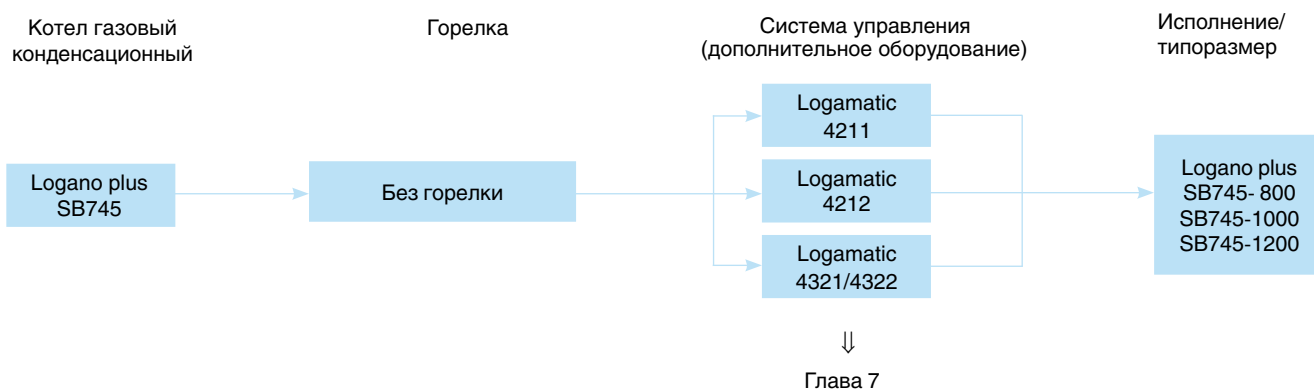 Котел газовый
конденсационный
Горелка
Система управления
(дополнительное оборудование)
Исполнение/
типоразмер
Logano plus
SB745
Без горелки
Logamatic
4211
Logamatic
4212
Logamatic
4321/4322
Logano plus
SB745- 800
SB745-1000
SB745-1200
⇓
Глава 7